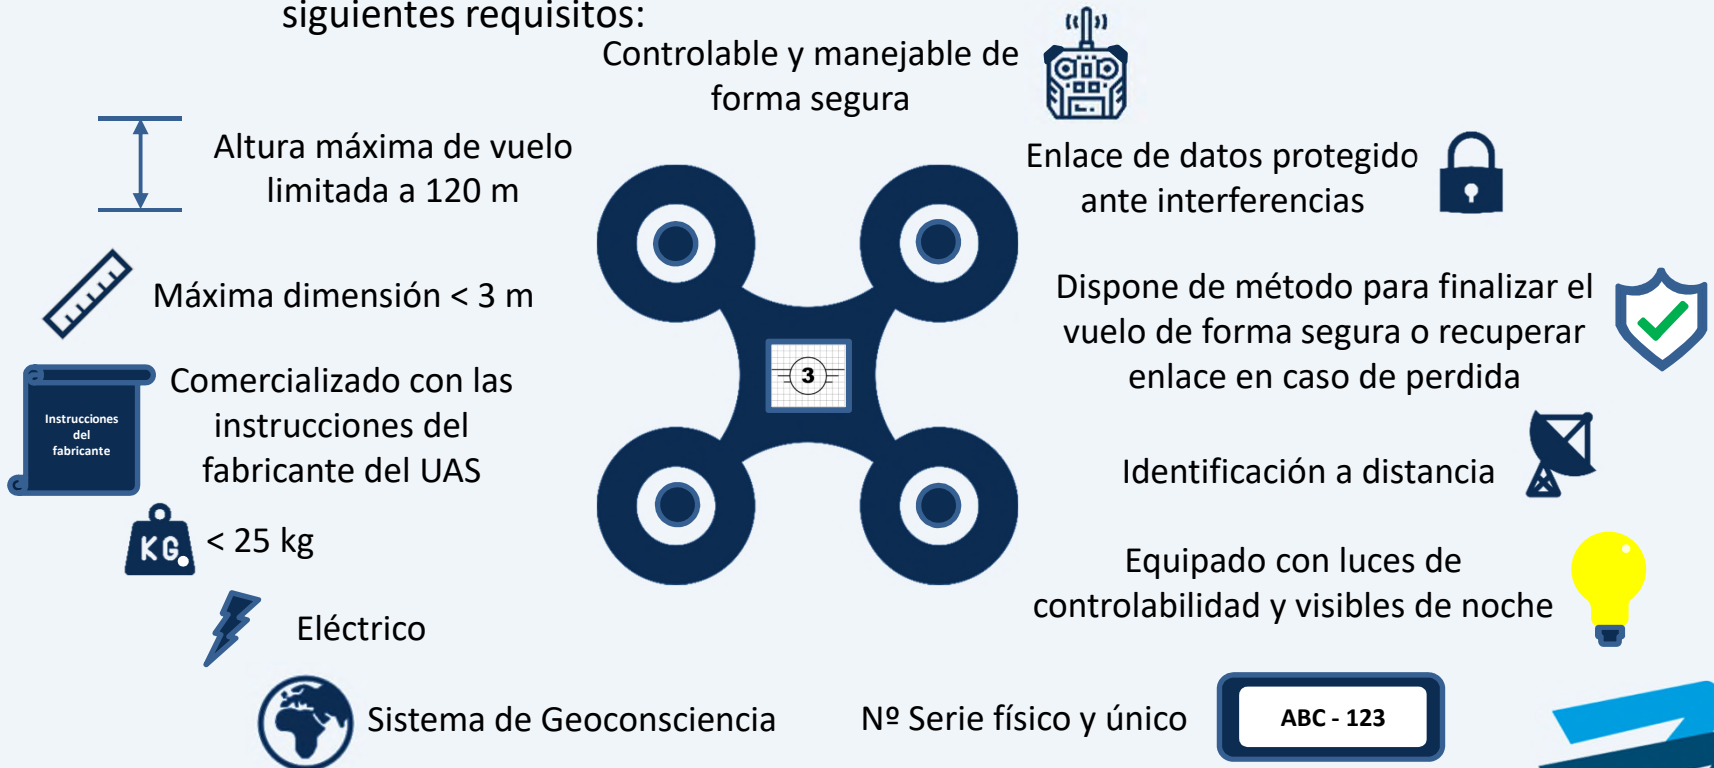 siguientes requisitos:
Controlable y manejable de
forma segura
Altura máxima de vuelo
limitada a 120 m
Enlace de datos protegido
ante interferencias
Máxima dimensión < 3 m
Dispone de método para finalizar el
vuelo de forma segura o recuperar
enlace en caso de perdida
3
Instrucciones
del
fabricante
Comercializado con las
instrucciones del
fabricante del UAS
Identificación a distancia
KG
< 25 kg
Equipado con luces de
controlabilidad y visibles de noche
Eléctrico
Sistema de Geoconsciencia
Nº Serie físico y único
ABC - 123